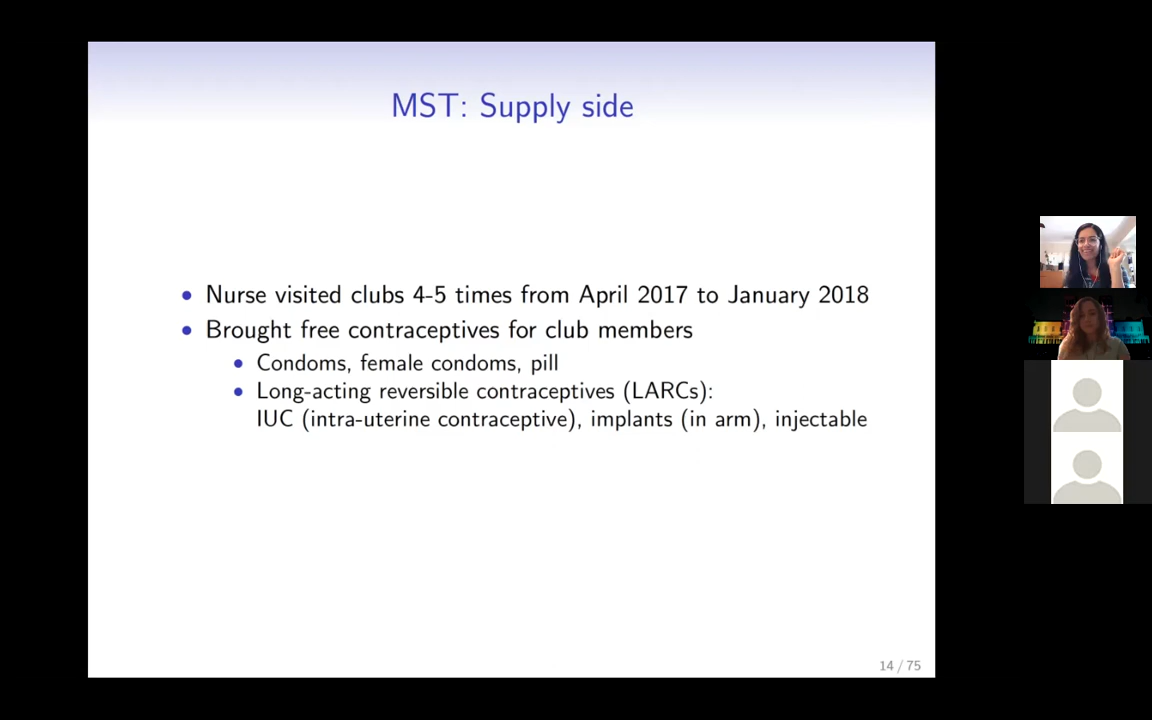 MST: Supply side
• Nurse visited clubs 4-5 times from April 2017 to January 2018
• Brought free contraceptives for club members
• Condoms, female condoms, pill
• Long-acting reversible contraceptives (LARCs):
IUC (intra-uterine contraceptive), implants (in arm), injectable
14 / 75